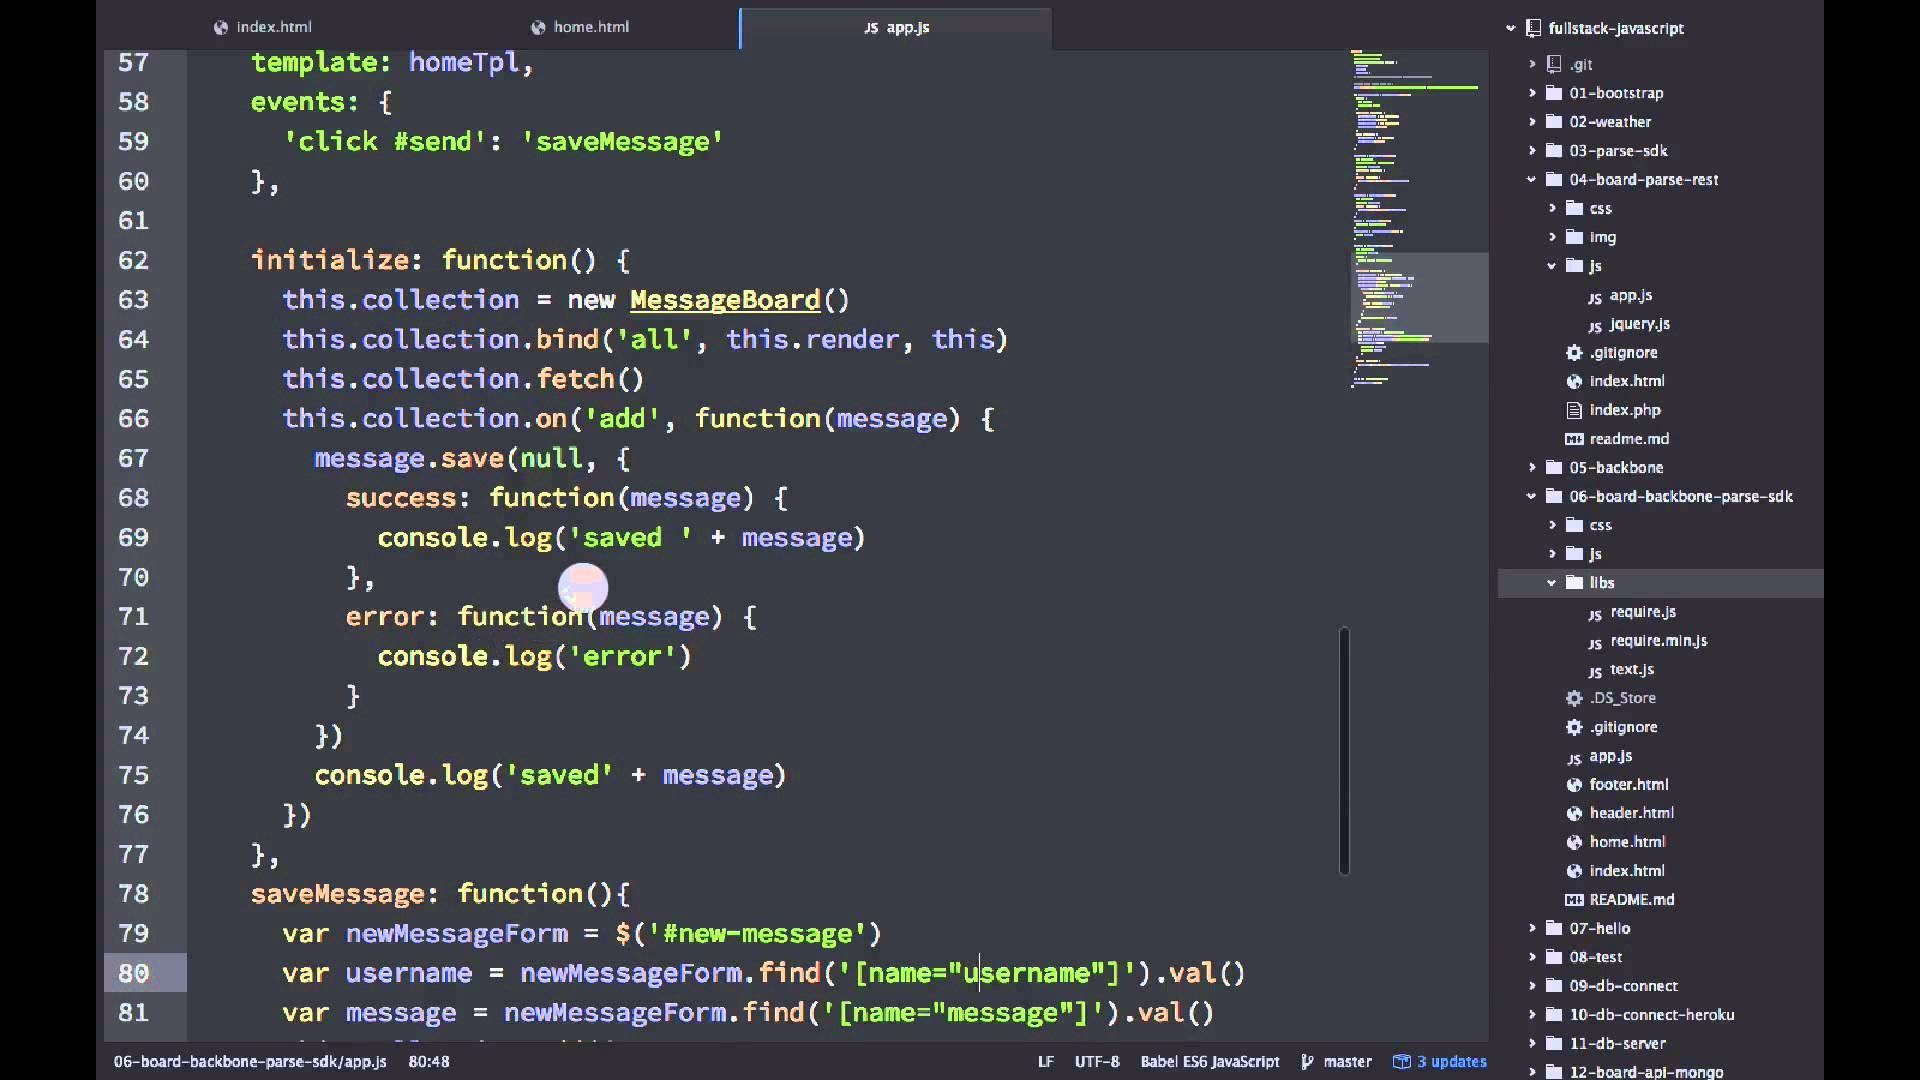 index.html
home.html
JS app.js
57 template: homeTpl,
58 events: {
59 'click #send': 'saveMessage'
60 },
61
62 initialize: function() {
63 this.collection = new MessageBoard()
64 this.collection.bind('all', this.render, this)
65 this.collection.fetch()
66 this.collection.on('add', function(message) {
67 message.save(null, {
68 success: function(message) {
69 console.log('saved ' + message)
70 },
71 error: function(message) {
72 console.log('error')
73 }
74 })
75 console.log('saved' + message)
76 })
77 },
78 saveMessage: function(){
79 var newMessageForm = $('#new-message')
80 var username = newMessageForm.find('[name="username"]').val()
81 var message = newMessageForm.find('[name="message"]').val()
06-board-backbone-parse-sdk/app.js 80:48
LF UTF-8 Babel ES6 JavaScript master 3 updates
fullstack-javascript
.git
01-bootstrap
02-weather
03-parse-sdk
04-board-parse-rest
css
img
js
JS app.js
JS jquery.js
.gitignore
index.html
index.php
readme.md
05-backbone
06-board-backbone-parse-sdk
css
js
libs
JS require.js
JS require.min.js
JS text.js
.DS_Store
.gitignore
JS app.js
footer.html
header.html
home.html
index.html
README.md
07-hello
08-test
09-db-connect
10-db-connect-heroku
11-db-server
12-board-api-mongo